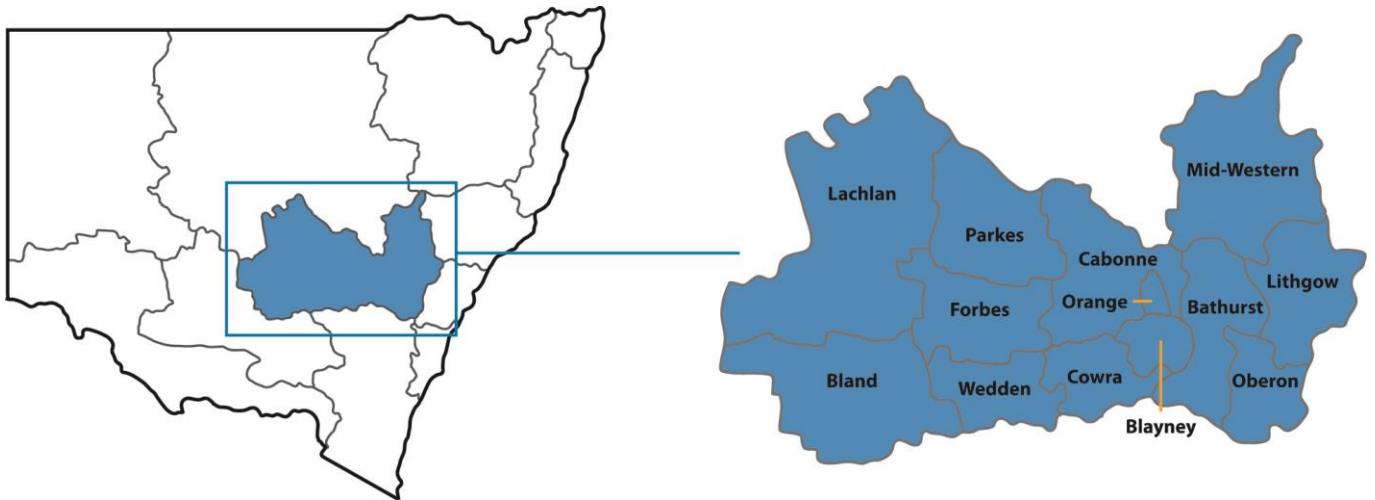 Mid-Western
Lachlan
Parkes
Cabonne
Lithgow
Orange
Bathurst
Forbes
Bland
Wedden
Cowra
Oberon
Blayney